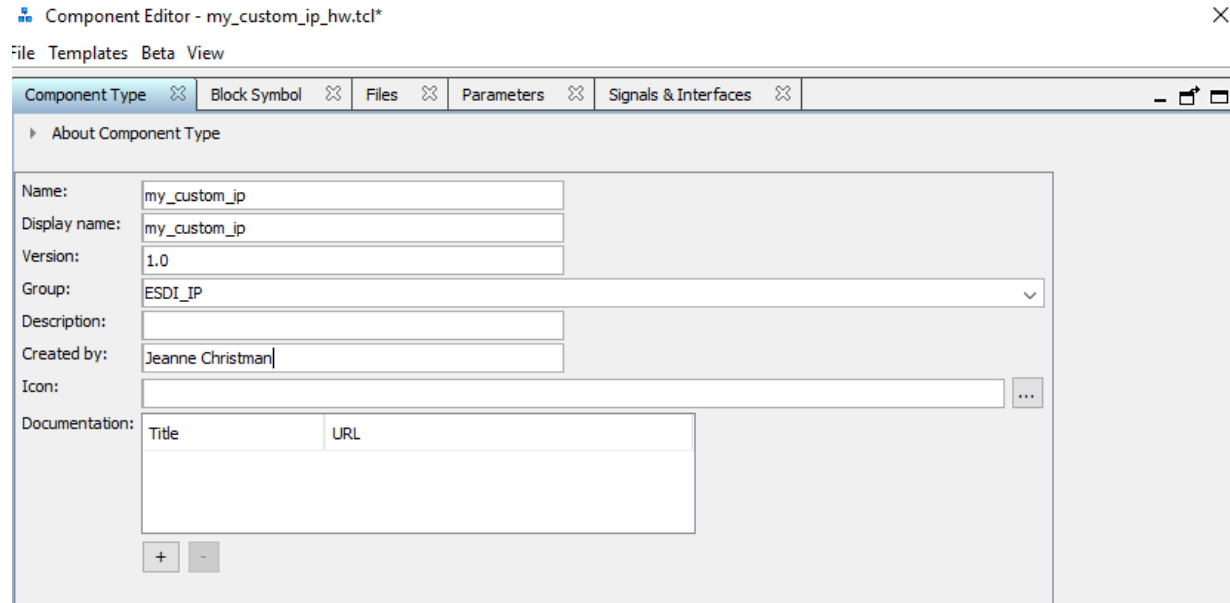 Component Editor - my_custom_ip_hw.tcl*
File Templates Beta View
Component Type Block Symbol Files Parameters Signals & Interfaces
About Component Type
Name: my_custom_ip
Display name: my_custom_ip
Version: 1.0
Group: ESDI_IP
Description:
Created by: Jeanne Christman
Icon: ...
Documentation: Title URL
+ -